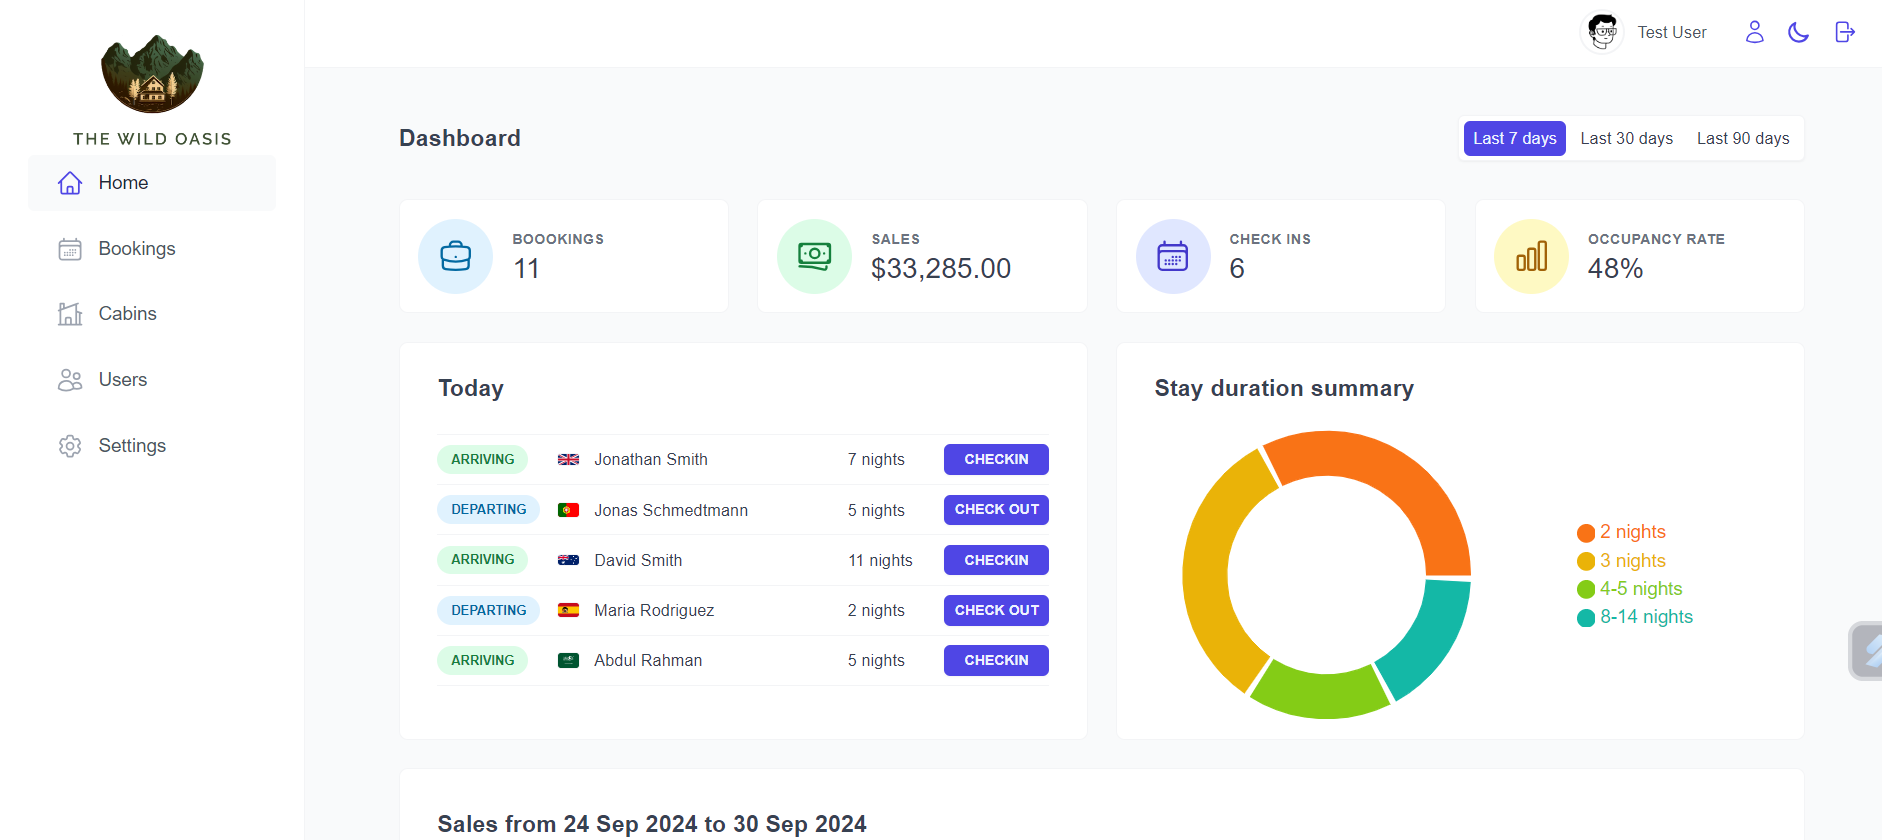 THE WILD OASIS
Home
Bookings
Cabins
Users
Settings
Test User
Dashboard
Last 7 days Last 30 days Last 90 days
BOOOKINGS
11
SALES
$33,285.00
CHECK INS
6
OCCUPANCY RATE
48%
Today
ARRIVING Jonathan Smith 7 nights CHECKIN
DEPARTING Jonas Schmedtmann 5 nights CHECK OUT
ARRIVING David Smith 11 nights CHECKIN
DEPARTING Maria Rodriguez 2 nights CHECK OUT
ARRIVING Abdul Rahman 5 nights CHECKIN
Stay duration summary
2 nights
3 nights
4-5 nights
8-14 nights
Sales from 24 Sep 2024 to 30 Sep 2024